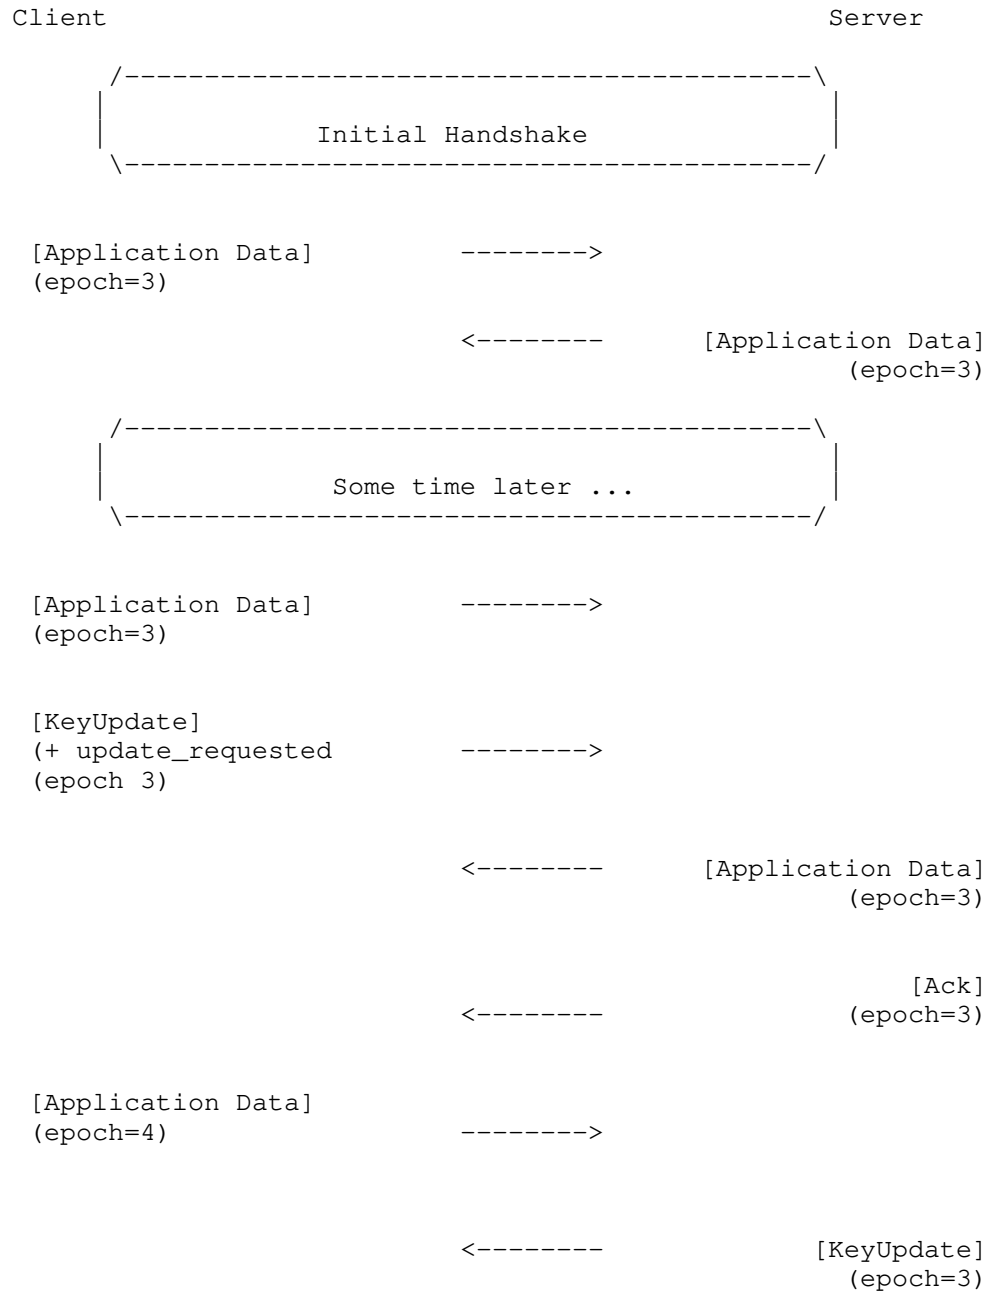 Client                                             Server

      /-------------------------------------------\
     |                                             |
     |             Initial Handshake               |
      \-------------------------------------------/

 [Application Data]         -------->
 (epoch=3)

                            <--------      [Application Data]
                                                    (epoch=3)

      /-------------------------------------------\
     |                                             |
     |              Some time later ...            |
      \-------------------------------------------/

 [Application Data]         -------->
 (epoch=3)

 [KeyUpdate]
 (+ update_requested        -------->
 (epoch 3)

                            <--------      [Application Data]
                                                    (epoch=3)

                                                        [Ack]
                            <--------               (epoch=3)

 [Application Data]
 (epoch=4)                  -------->

                            <--------             [KeyUpdate]
                                                    (epoch=3)